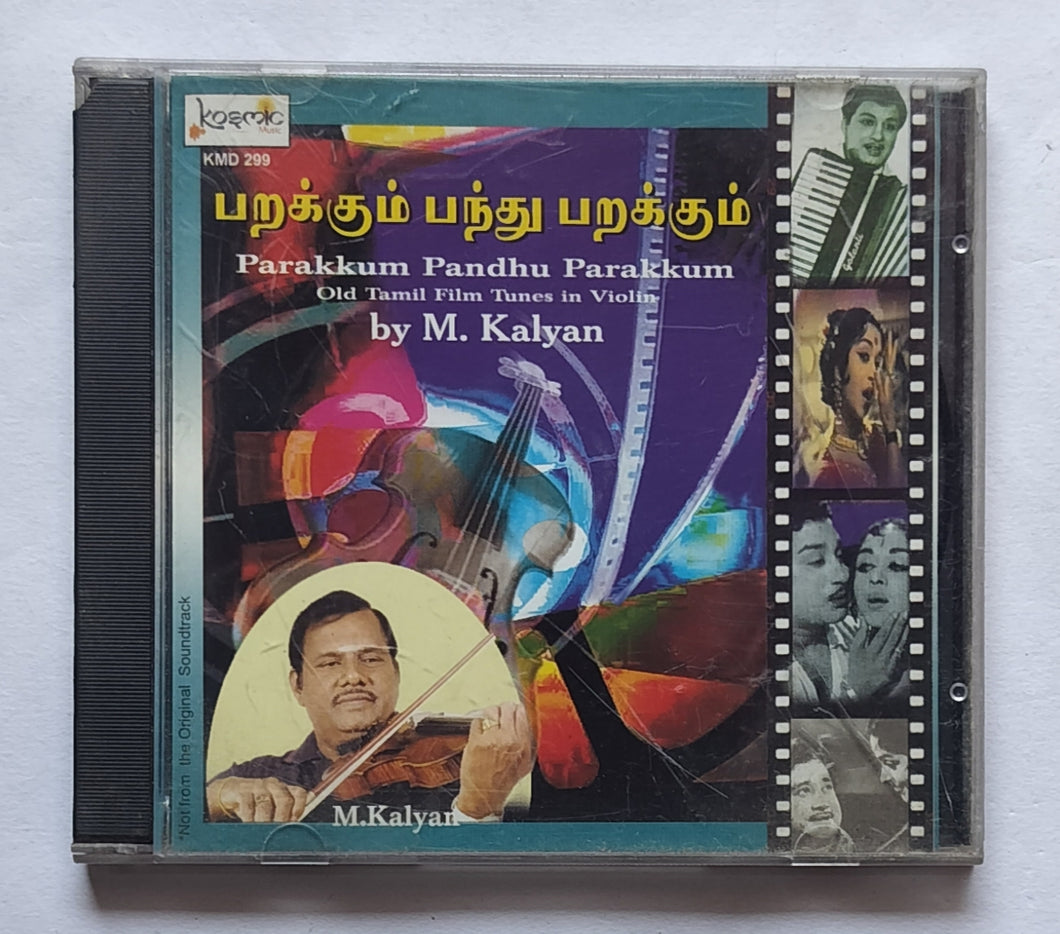 Kosmic
Music
KMD 299
பறக்கும் பந்து பறக்கும்
Parakkum Pandhu Parakkum
Old Tamil Film Tunes in Violin
by M. Kalyan
*Not from the Original Soundtrack
M.Kalyan